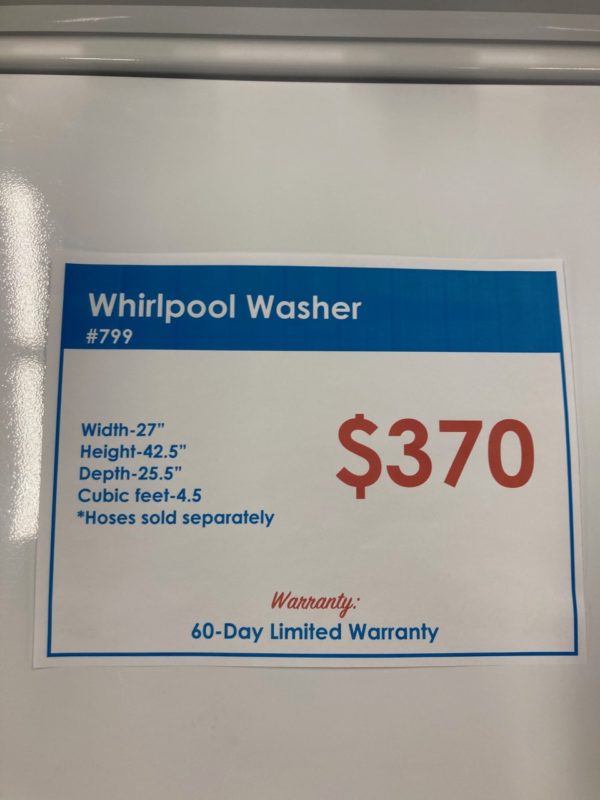 Whirlpool Washer
#799
Width-27"
Height-42.5"
Depth-25.5"
Cubic feet-4.5
*Hoses sold separately
$370
Warranty:
60-Day Limited Warranty